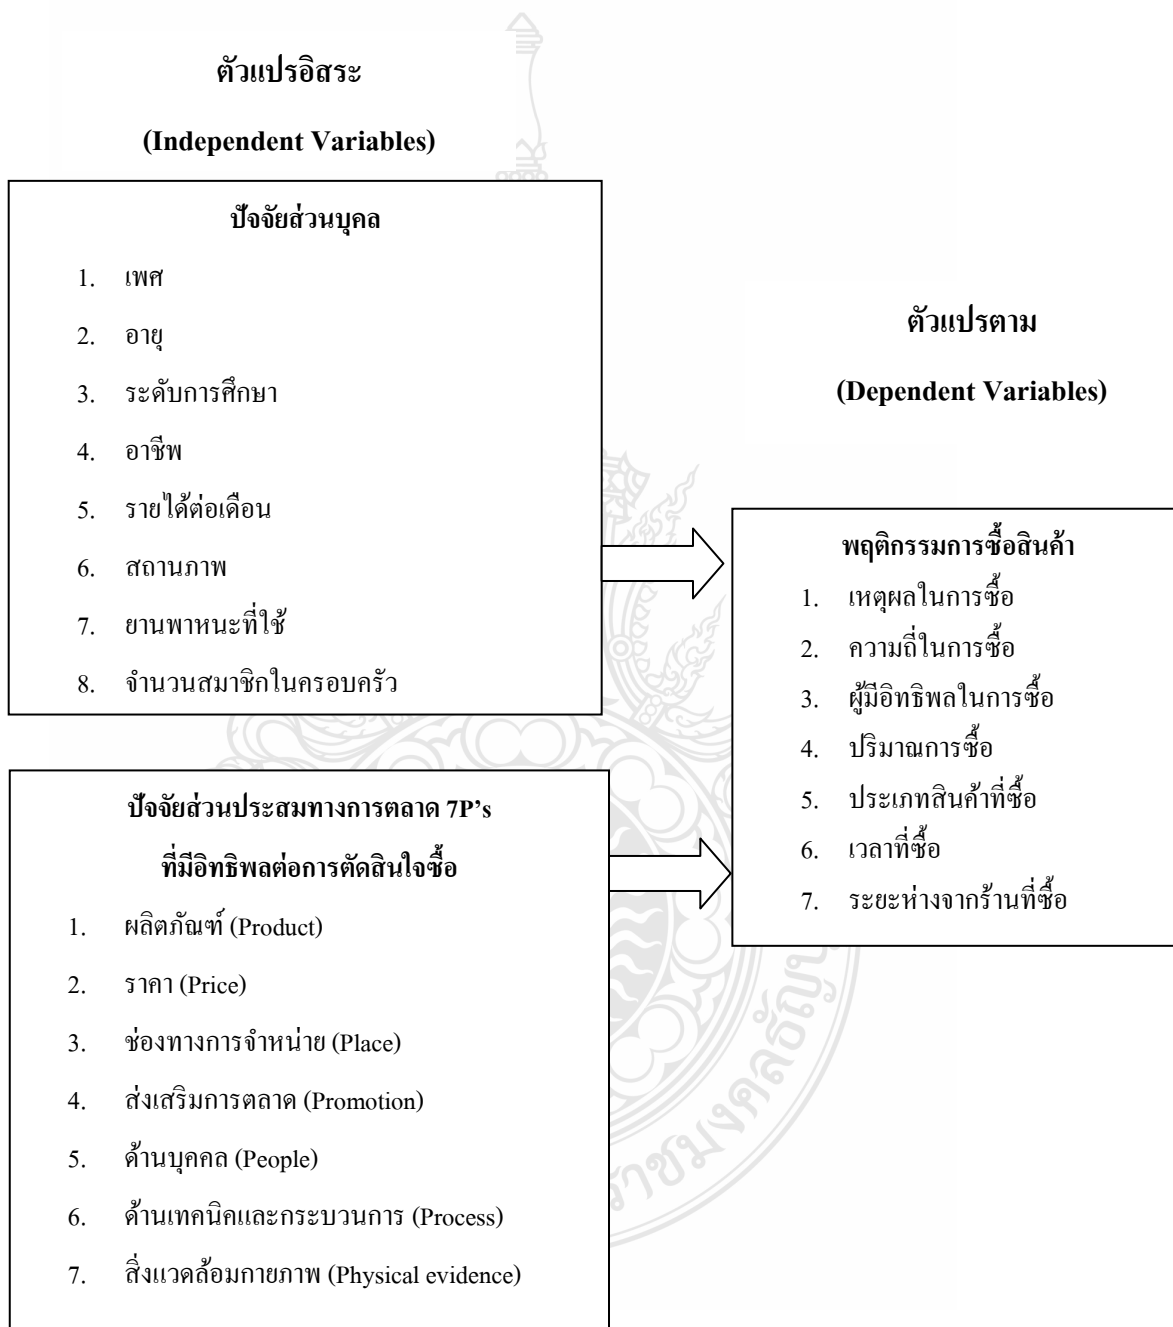 ตัวแปรอิสระ
(Independent Variables)
ปัจจัยส่วนบุคล
1. เพศ
2. อายุ
3. ระดับการศึกษา
4. อาชีพ
5. รายได้ต่อเดือน
6. สถานภาพ
7. ยานพาหนะที่ใช้
8. จำนวนสมาชิกในครอบครัว
ปัจจัยส่วนประสมทางการตลาด 7P’s
ที่มีอิทธิพลต่อการตัดสินใจซื้อ
1. ผลิตภัณฑ์ (Product)
2. ราคา (Price)
3. ช่องทางการจำหน่าย (Place)
4. ส่งเสริมการตลาด (Promotion)
5. ด้านบุคคล (People)
6. ด้านเทคนิคและกระบวนการ (Process)
7. สิ่งแวดล้อมกายภาพ (Physical evidence)
ตัวแปรตาม
(Dependent Variables)
พฤติกรรมการซื้อสินค้า
1. เหตุผลในการซื้อ
2. ความถี่ในการซื้อ
3. ผู้มีอิทธิพลในการซื้อ
4. ปริมาณการซื้อ
5. ประเภทสินค้าที่ซื้อ
6. เวลาที่ซื้อ
7. ระยะห่างจากร้านที่ซื้อ